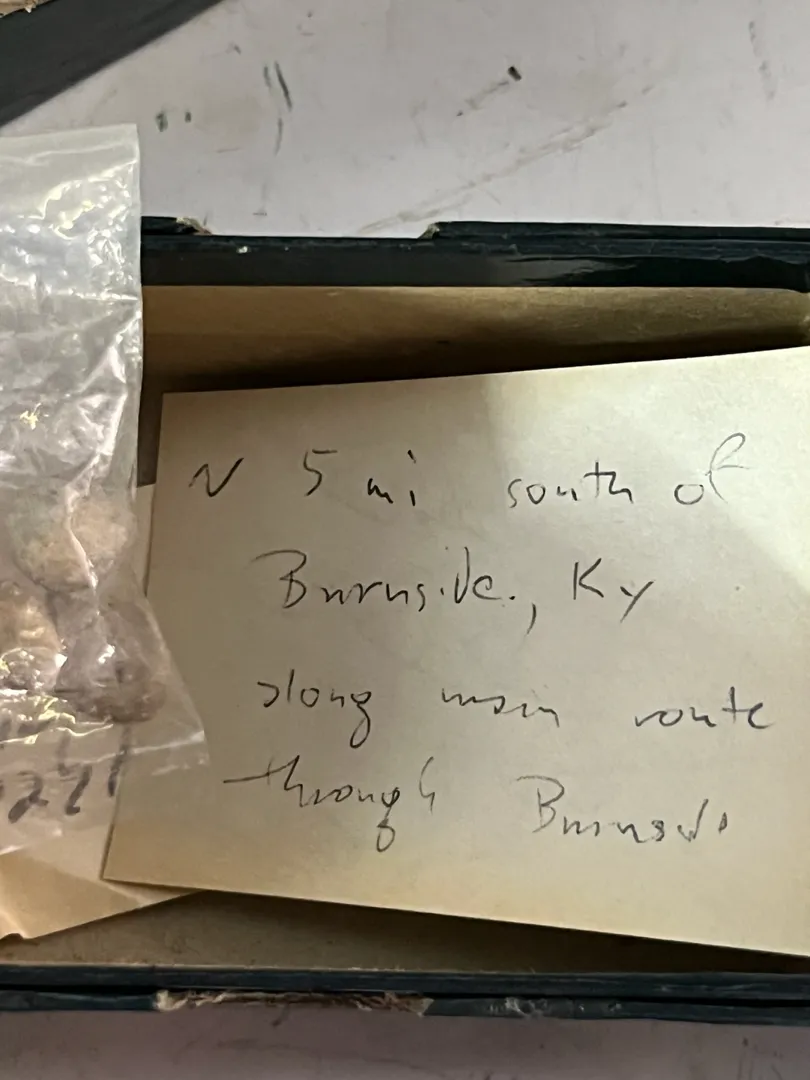 ~ 5 mi south of
Burnside., Ky
along main route
through Burnside